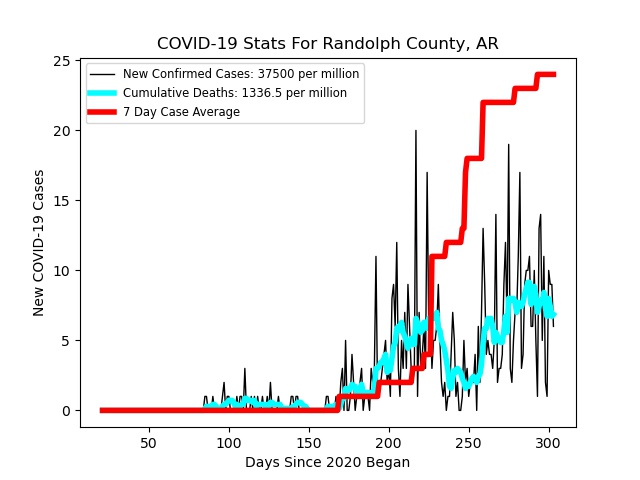 COVID-19 Stats For Randolph County, AR
New Confirmed Cases: 37500 per million
Cumulative Deaths: 1336.5 per million
7 Day Case Average
25
20
15
10
5
0
New COVID-19 Cases
50 100 150 200 250 300
Days Since 2020 Began